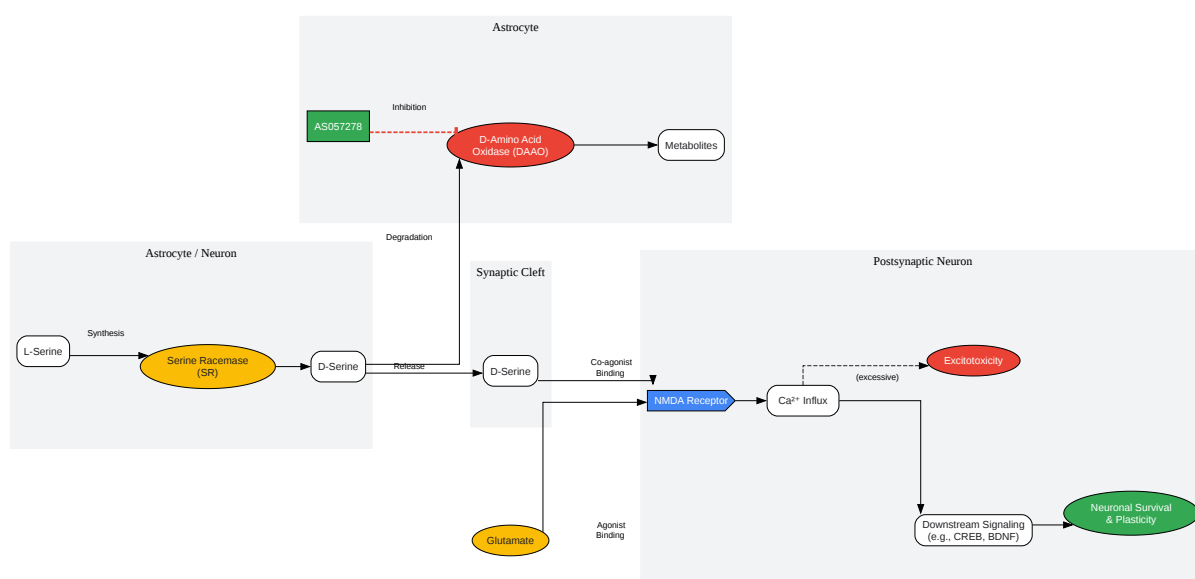 Astrocyte
Inhibition
AS057278
D-Amino Acid
Oxidase (DAAO)
Metabolites
Degradation
Astrocyte / Neuron
Synthesis
L-Serine
Serine Racemase
(SR)
D-Serine
Release
Synaptic Cleft
D-Serine
Co-agonist
Binding
Glutamate
Agonist
Binding
Postsynaptic Neuron
NMDA Receptor
Ca²⁺ Influx
(excessive)
Excitotoxicity
Downstream Signaling
(e.g., CREB, BDNF)
Neuronal Survival
& Plasticity